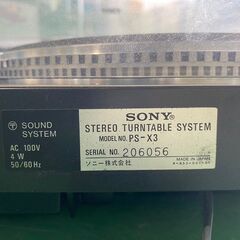 SOUND
SYSTEM
AC 100V
4 W
50/60Hz
SONY®
STEREO TURNTABLE SYSTEM
MODEL NO. PS-X3
SERIAL NO. 206056
ソニー株式会社
MADE IN JAPAN